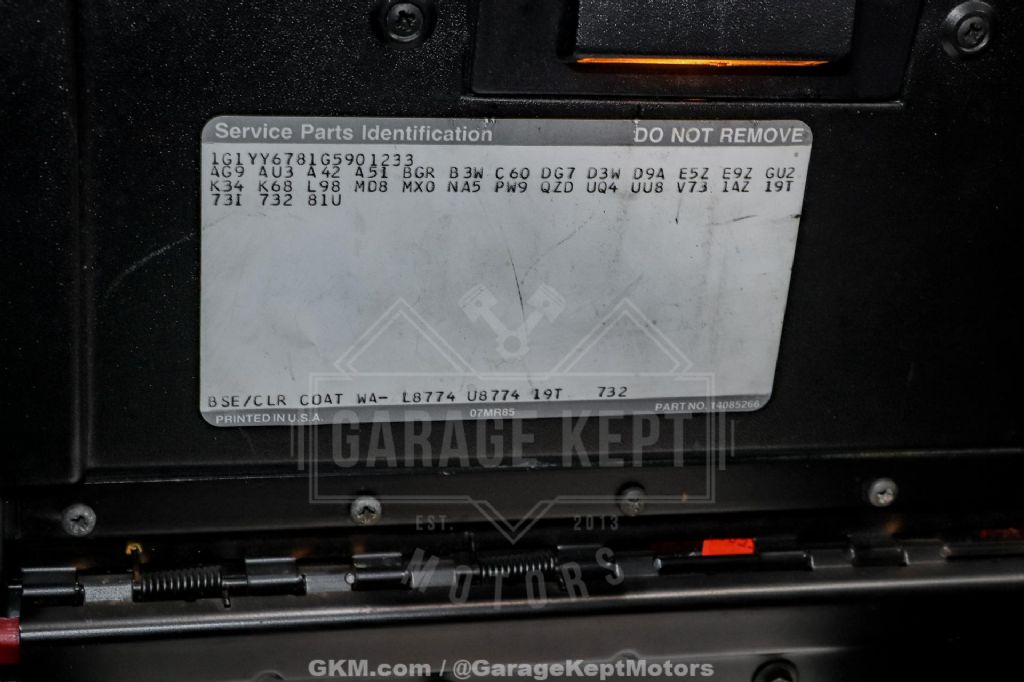 Service Parts Identification DO NOT REMOVE
1G1YY6781G5901233
AG9 AU3 A42 A51 BGR B3W C60 DG7 D3W D9A E5Z E9Z GU2
K34 K68 L98 MD8 MX0 NA5 PW9 QZD UQ4 UU8 V73 1AZ 19T
73I 732 81U
BSE/CLR COAT WA- L8774 U8774 19T 732
PRINTED IN U.S.A. 07MR85 PART NO. 14085266
GARAGE KEPT
EST. 2013
MOTORS
GKM.com / @GarageKeptMotors